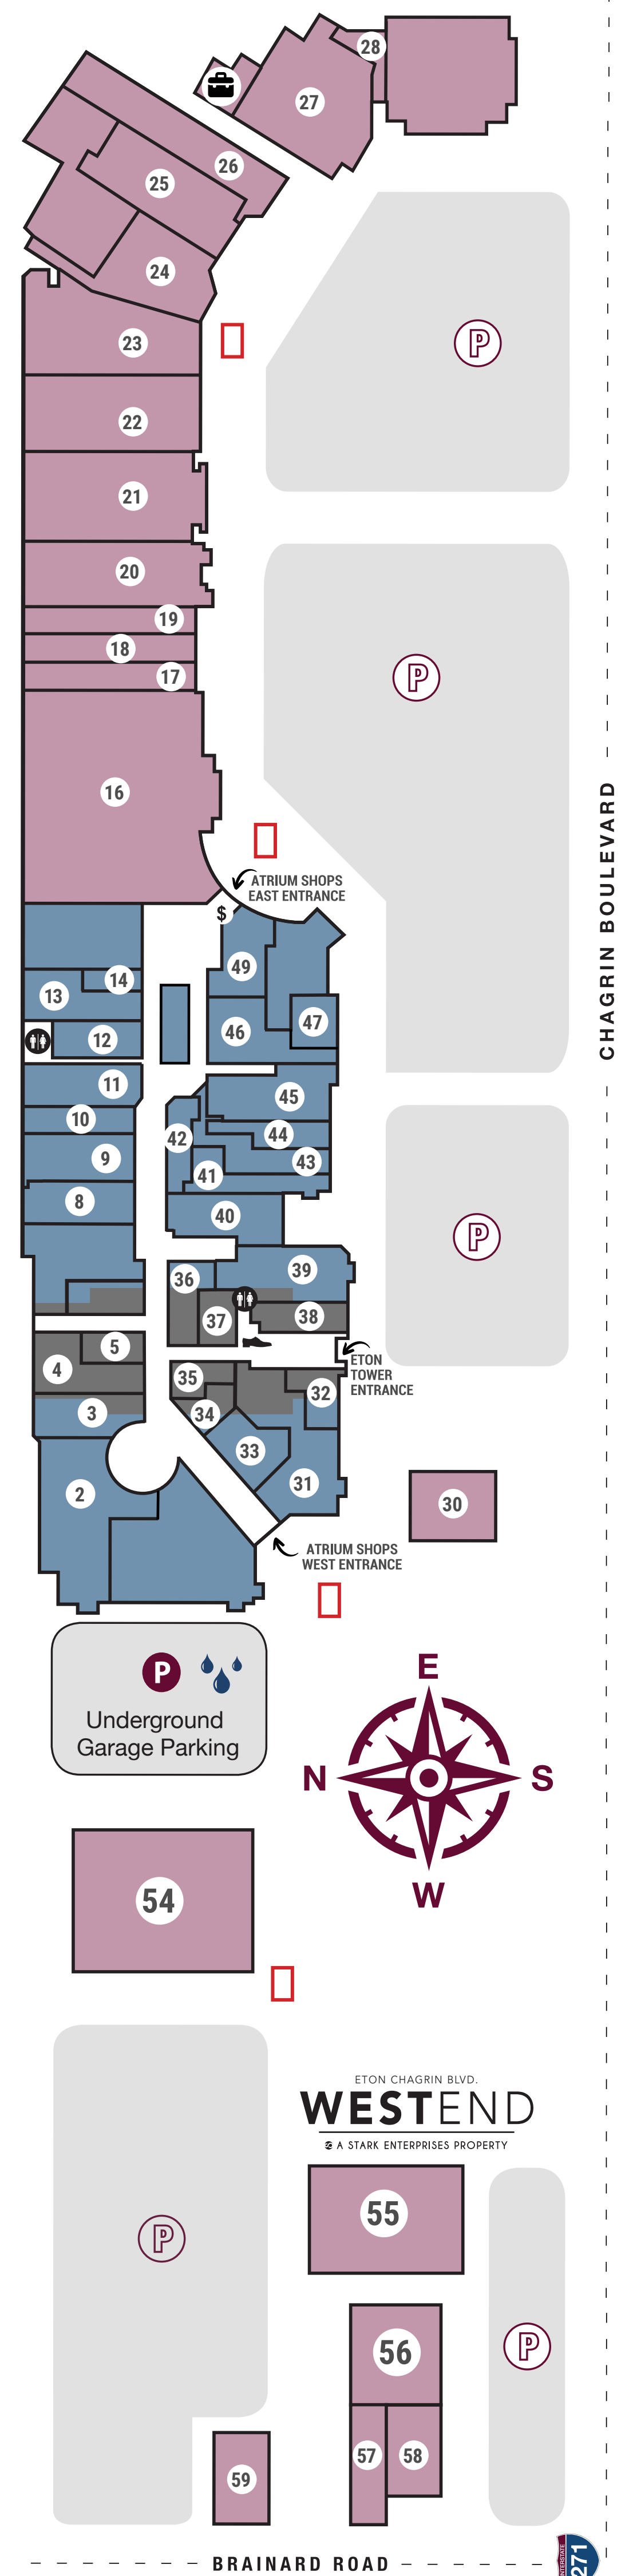 28
27
26
25
24
23
P
22
21
20
19
18
17
P
16
CHAGRIN BOULEVARD
ATRIUM SHOPS
EAST ENTRANCE
$
49
14
13
47
46
12
11
45
10
44
42
43
9
41
8
40
P
39
36
38
37
5
4
ETON
TOWER
ENTRANCE
35
32
34
3
33
31
2
30
ATRIUM SHOPS
WEST ENTRANCE
P
Underground
Garage Parking
E
N
S
W
54
ETON CHAGRIN BLVD.
WESTEND
A STARK ENTERPRISES PROPERTY
55
P
56
P
57
58
59
BRAINARD ROAD
INTERSTATE
271